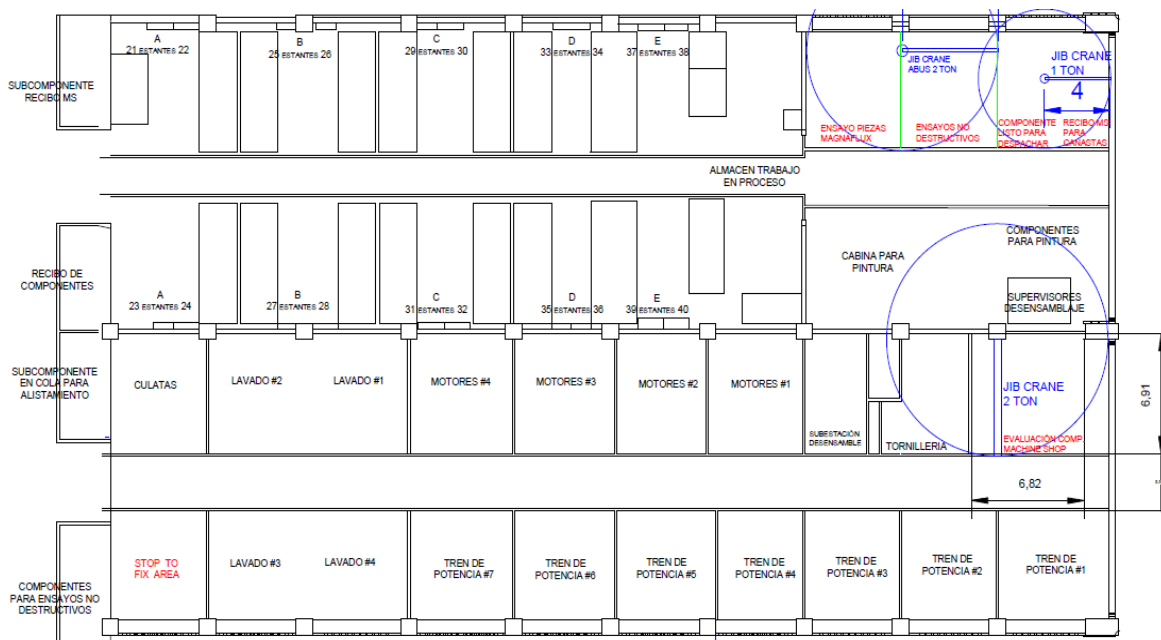 A
21 ESTANTES 22
B
25 ESTANTES 26
C
29 ESTANTES 30
D
33 ESTANTES 34
E
37 ESTANTES 38
SUBCOMPONENTE
RECIBO MS
JIB CRANE
ABUS 2 TON
JIB CRANE
1 TON
4
ENSAYO PIEZAS
MAGNAFLUX
ENSAYOS NO
DESTRUCTIVOS
COMPONENTE
LISTO PARA
DESPACHAR
RECIBO MS
PARA
CANASTAS
ALMACEN TRABAJO
EN PROCESO
RECIBO DE
COMPONENTES
A
23 ESTANTES 24
B
27 ESTANTES 28
C
31 ESTANTES 32
D
35 ESTANTES 36
E
39 ESTANTES 40
CABINA PARA
PINTURA
COMPONENTES
PARA PINTURA
SUPERVISORES
DESENSAMBLAJE
SUBCOMPONENTE
EN COLA PARA
ALISTAMIENTO
CULATAS
LAVADO #2
LAVADO #1
MOTORES #4
MOTORES #3
MOTORES #2
MOTORES #1
SUBESTACIÓN
DESENSAMBLE
TORNILLERIA
JIB CRANE
2 TON
EVALUACIÓN COMP
MACHINE SHOP
6,91
6,82
COMPONENTES
PARA ENSAYOS NO
DESTRUCTIVOS
STOP TO
FIX AREA
LAVADO #3
LAVADO #4
TREN DE
POTENCIA #7
TREN DE
POTENCIA #6
TREN DE
POTENCIA #5
TREN DE
POTENCIA #4
TREN DE
POTENCIA #3
TREN DE
POTENCIA #2
TREN DE
POTENCIA #1